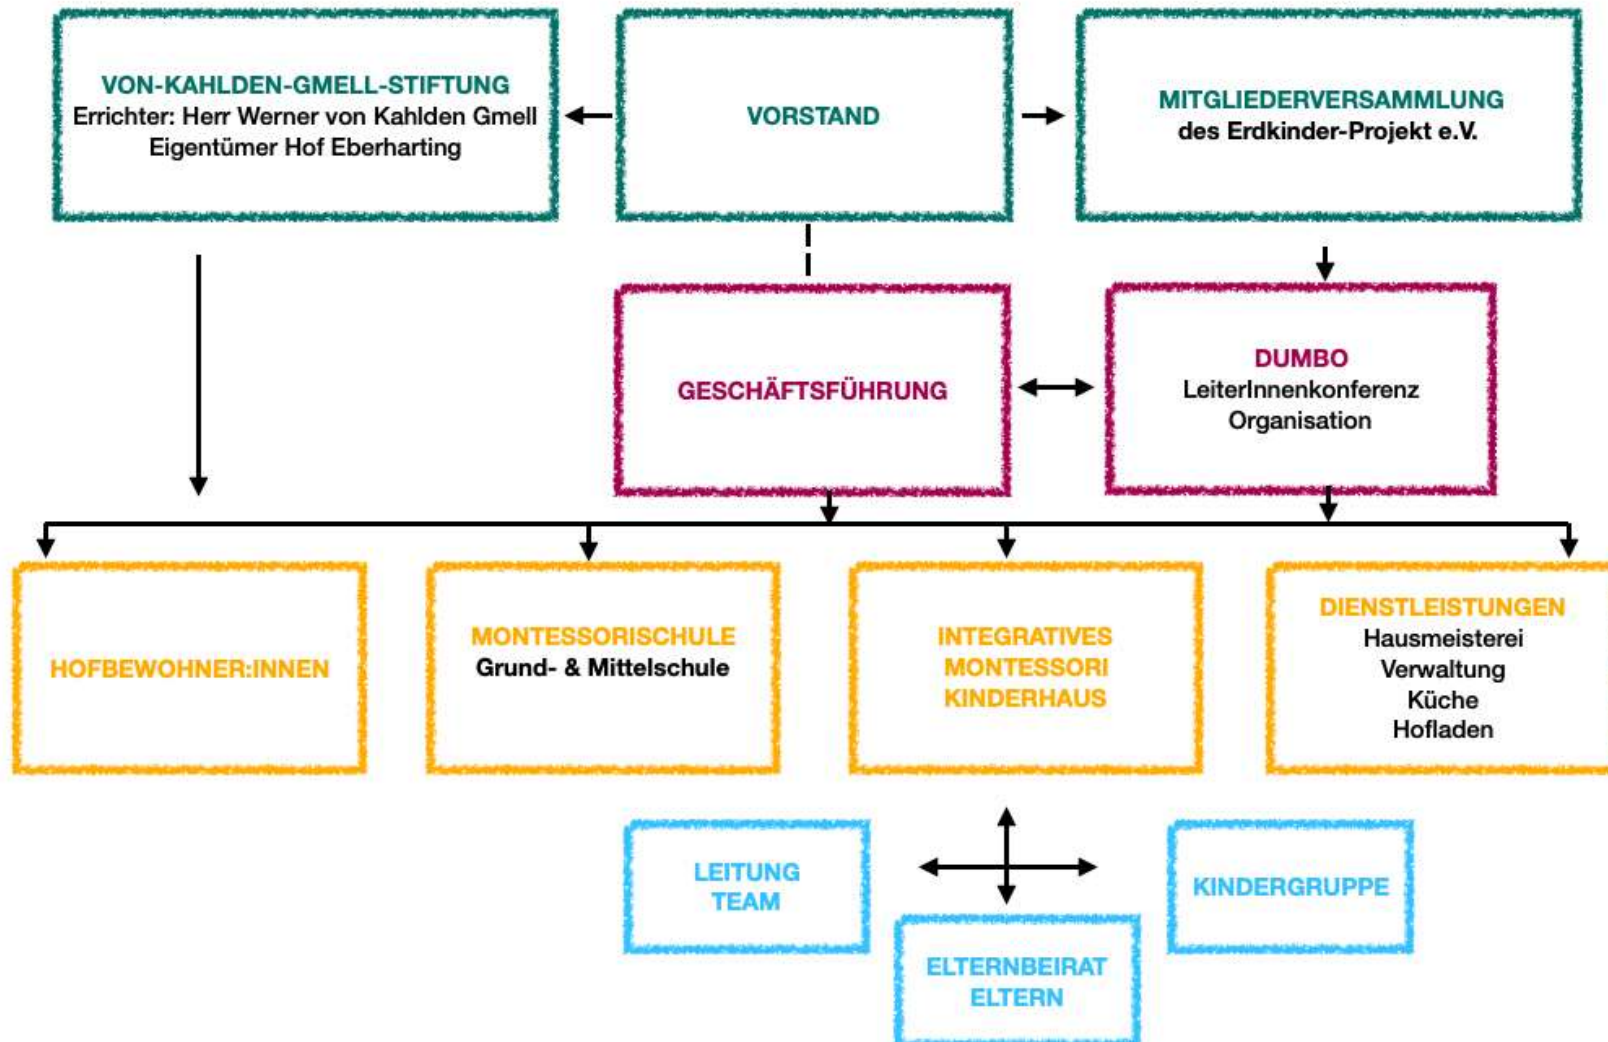 VON-KAHLDEN-GMELL-STIFTUNG
Errichter: Herr Werner von Kahlden Gmell
Eigentümer Hof Eberharting
VORSTAND
MITGLIEDERVERSAMMLUNG
des Erdkinder-Projekt e.V.
GESCHÄFTSFÜHRUNG
DUMBO
LeiterInnenkonferenz
Organisation
HOFBEWOHNER:INNEN
MONTESSORISCHULE
Grund- & Mittelschule
INTEGRATIVES
MONTESSORI
KINDERHAUS
DIENSTLEISTUNGEN
Hausmeisterei
Verwaltung
Küche
Hofladen
LEITUNG
TEAM
ELTERNBEIRAT
ELTERN
KINDERGRUPPE